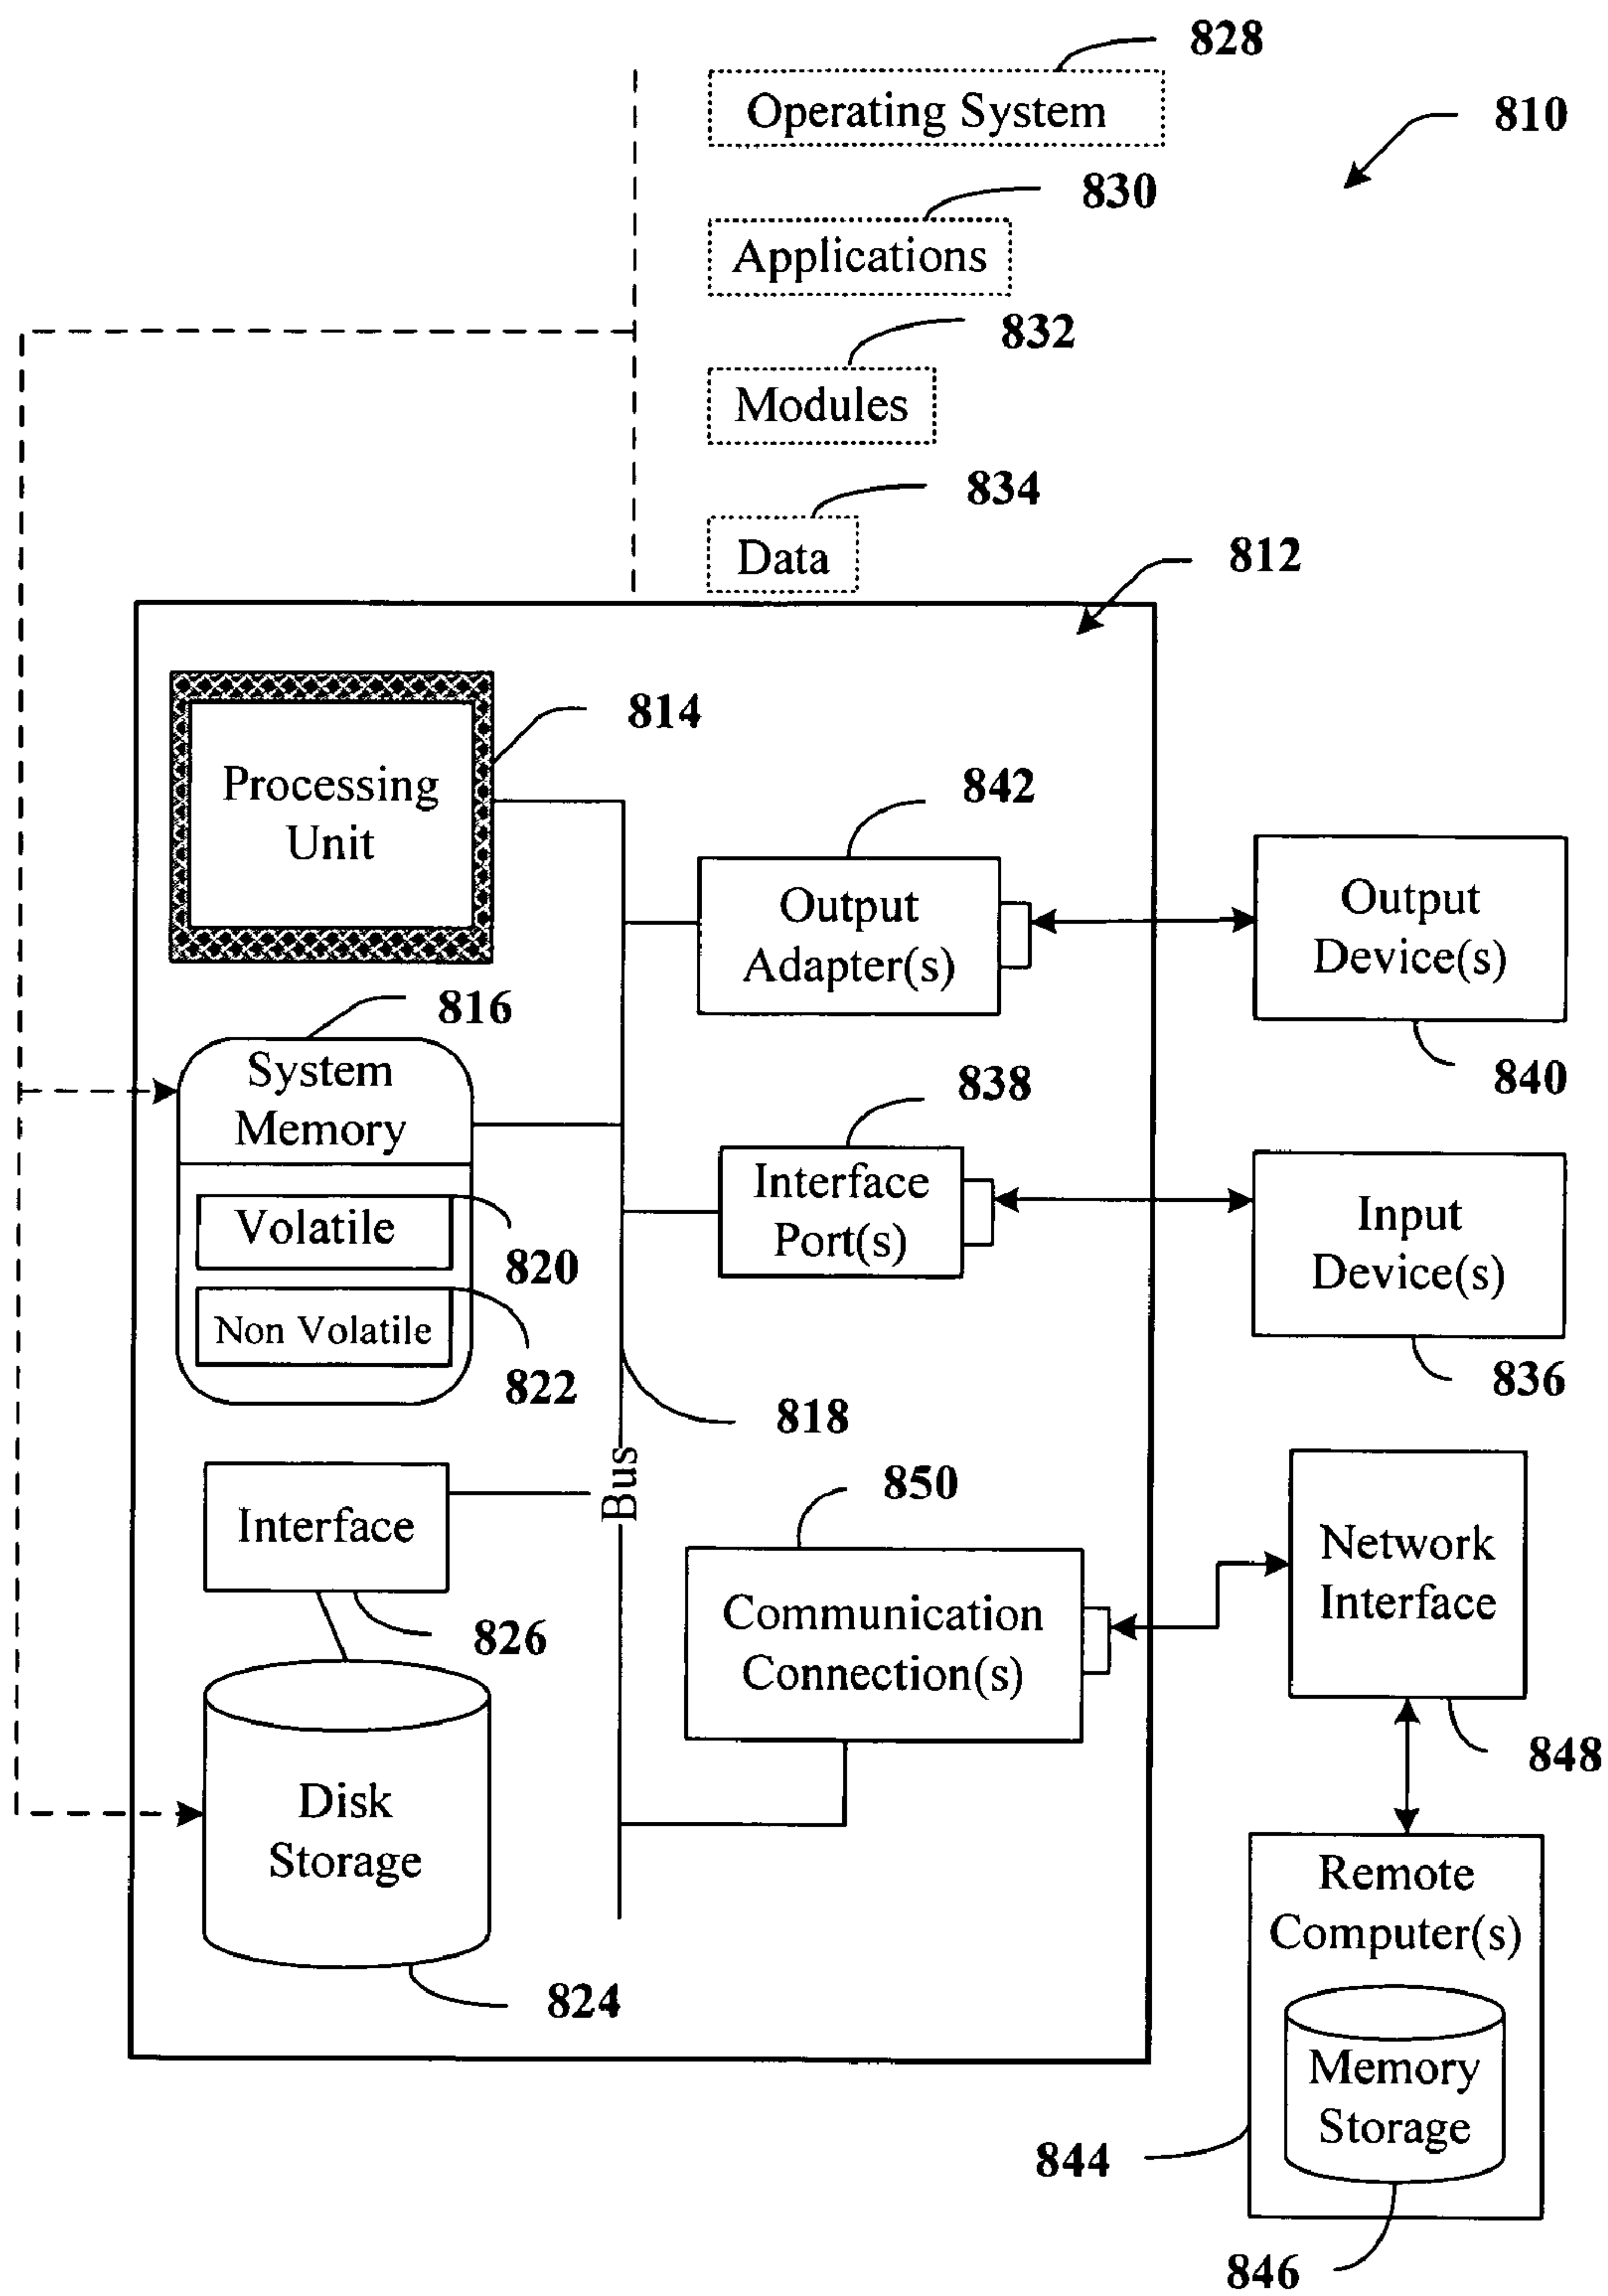 828
Operating System
810
830
Applications
832
Modules
834
Data
812
814
Processing
Unit
842
Output
Adapter(s)
Output
Device(s)
840
816
System
Memory
838
Interface
Port(s)
Input
Device(s)
836
Volatile
820
Non Volatile
822
818
Bus
850
Interface
826
Communication
Connection(s)
Network
Interface
848
Disk
Storage
824
Remote
Computer(s)
Memory
Storage
844
846